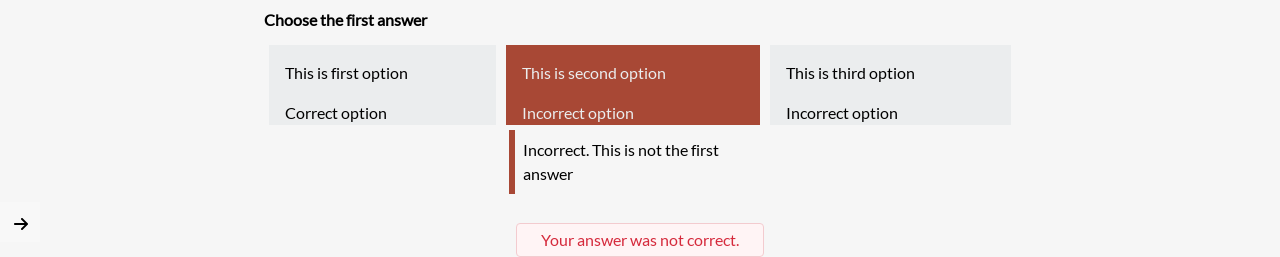 Choose the first answer
This is first option
Correct option
This is second option
Incorrect option
This is third option
Incorrect option
Incorrect. This is not the first
answer
Your answer was not correct.